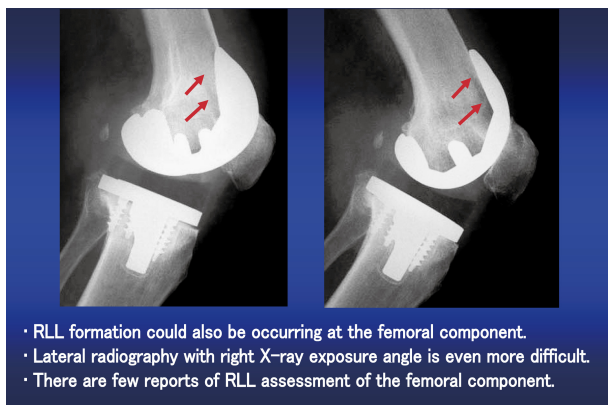 ・RLL formation could also be occurring at the femoral component.
・Lateral radiography with right X-ray exposure angle is even more difficult.
・There are few reports of RLL assessment of the femoral component.